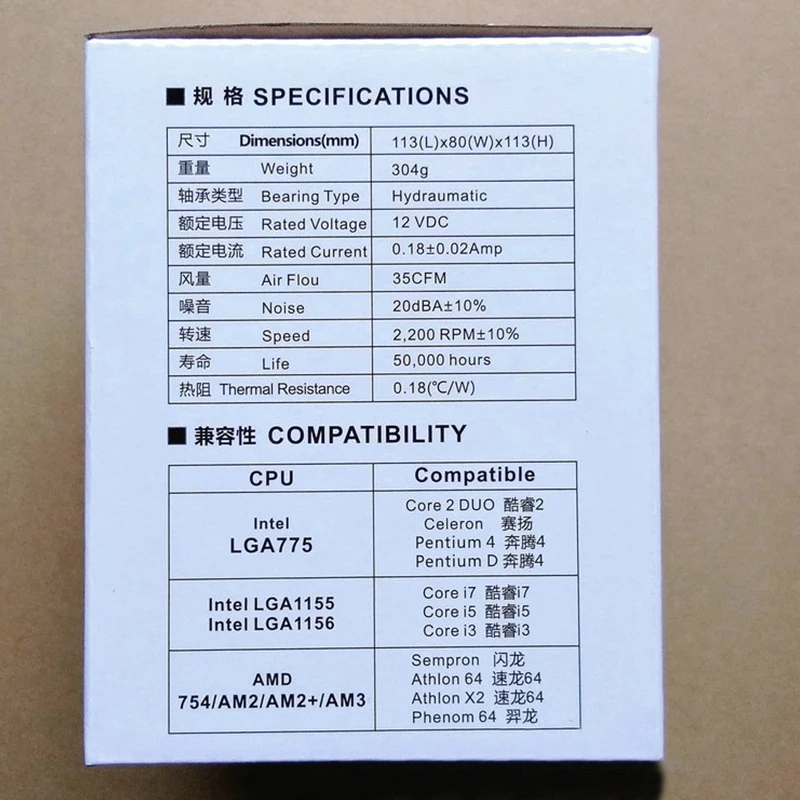 ■ 规 格 SPECIFICATIONS
尺寸 Dimensions(mm) 113(L)x80(W)x113(H)
重量 Weight 304g
轴承类型 Bearing Type Hydraumatic
额定电压 Rated Voltage 12 VDC
额定电流 Rated Current 0.18±0.02Amp
风量 Air Flou 35CFM
噪音 Noise 20dBA±10%
转速 Speed 2,200 RPM±10%
寿命 Life 50,000 hours
热阻 Thermal Resistance 0.18(℃/W)
■ 兼容性 COMPATIBILITY
CPU Compatible
Intel
LGA775
Core 2 DUO 酷睿2
Celeron 赛扬
Pentium 4 奔腾4
Pentium D 奔腾4
Intel LGA1155
Intel LGA1156
Core i7 酷睿i7
Core i5 酷睿i5
Core i3 酷睿i3
AMD
754/AM2/AM2+/AM3
Sempron 闪龙
Athlon 64 速龙64
Athlon X2 速龙64
Phenom 64 羿龙